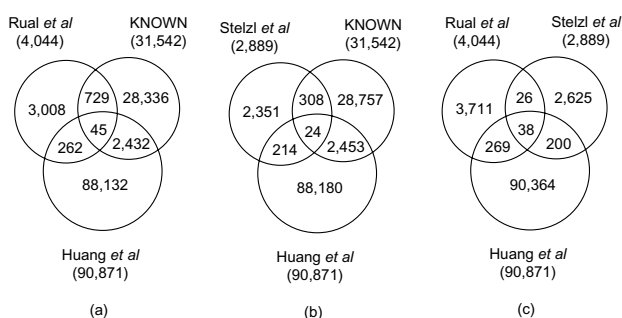 Rual et al
(4,044)
KNOWN
(31,542)
3,008
729
28,336
45
262
2,432
88,132
Huang et al
(90,871)
(a)
Stelzl et al
(2,889)
KNOWN
(31,542)
2,351
308
28,757
24
214
2,453
88,180
Huang et al
(90,871)
(b)
Rual et al
(4,044)
Stelzl et al
(2,889)
3,711
26
2,625
38
269
200
90,364
Huang et al
(90,871)
(c)